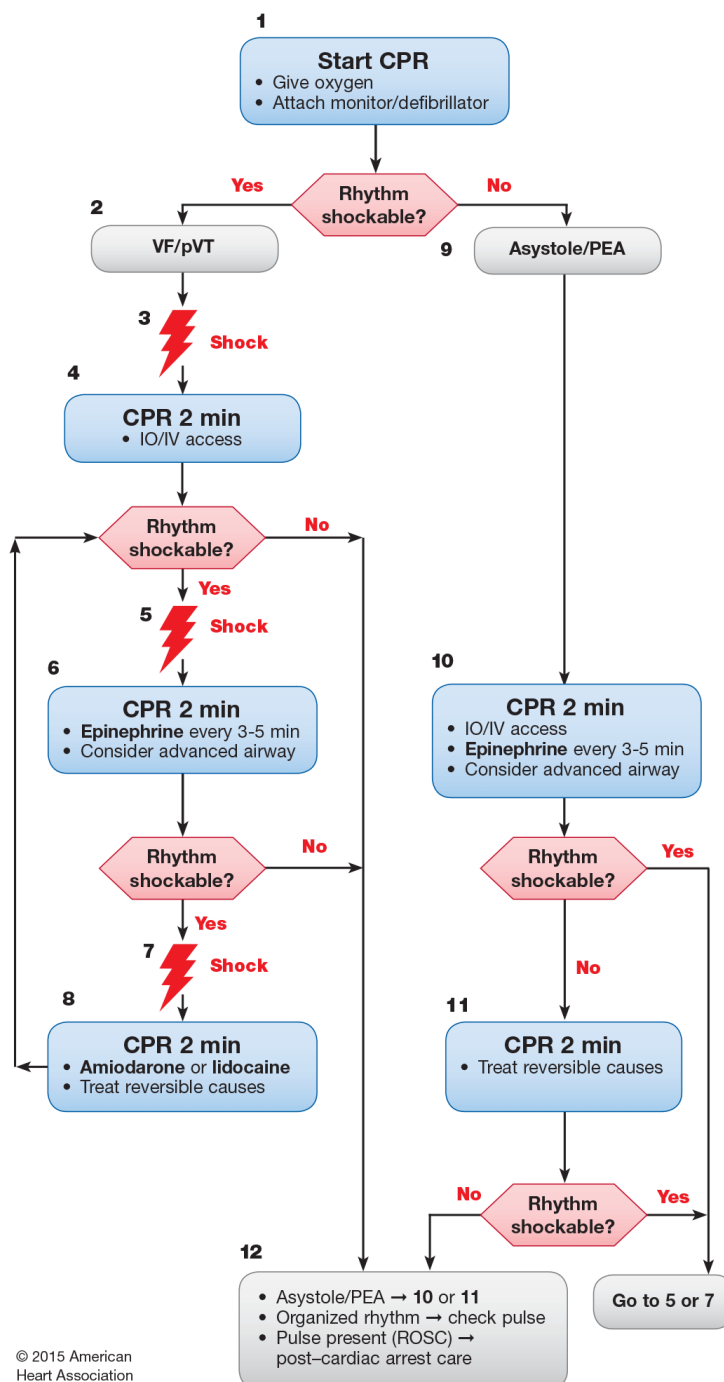 1
Start CPR
• Give oxygen
• Attach monitor/defibrillator
Yes
Rhythm
shockable?
No
2
VF/pVT
9
Asystole/PEA
3
Shock
4
CPR 2 min
• IO/IV access
Rhythm
shockable?
No
Yes
5
Shock
6
CPR 2 min
• Epinephrine every 3-5 min
• Consider advanced airway
10
CPR 2 min
• IO/IV access
• Epinephrine every 3-5 min
• Consider advanced airway
Rhythm
shockable?
No
Rhythm
shockable?
Yes
Yes
7
Shock
No
8
CPR 2 min
• Amiodarone or lidocaine
• Treat reversible causes
11
CPR 2 min
• Treat reversible causes
No
Rhythm
shockable?
Yes
12
• Asystole/PEA → 10 or 11
• Organized rhythm → check pulse
• Pulse present (ROSC) →
post–cardiac arrest care
Go to 5 or 7
© 2015 American
Heart Association